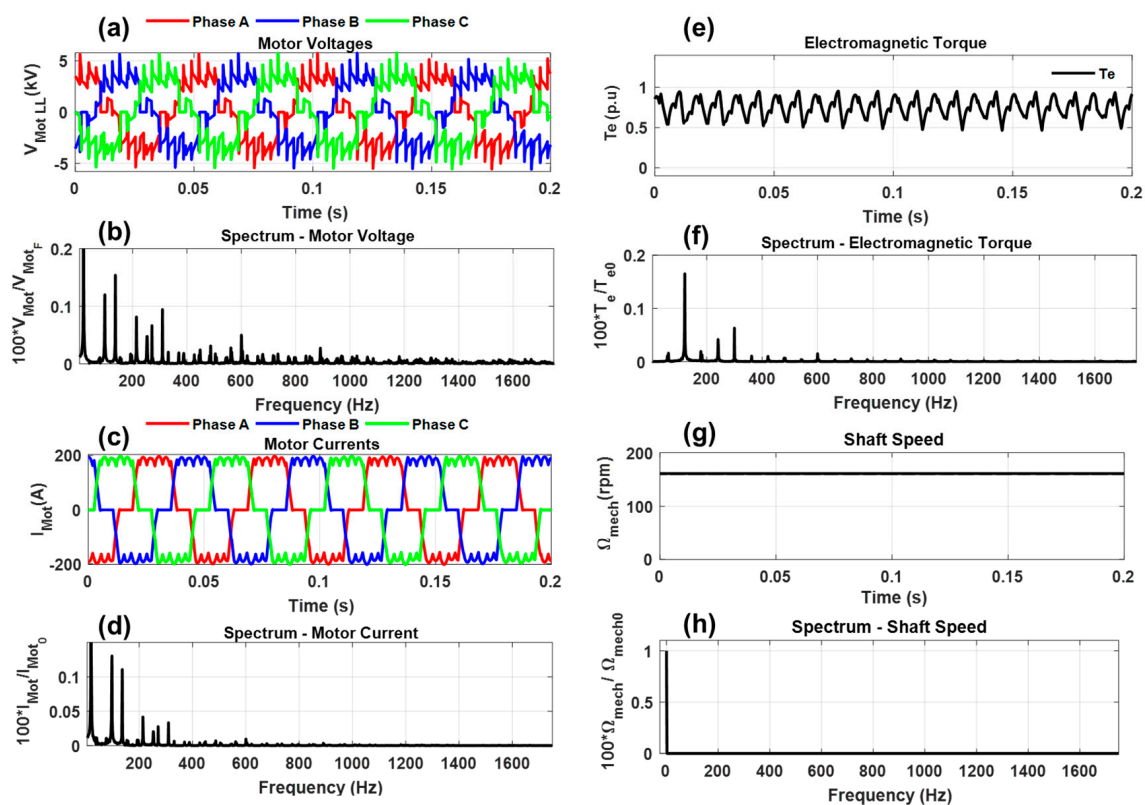 (a)
Phase A Phase B Phase C
Motor Voltages
V_Mot LL (kV)
5
0
-5
0 0.05 0.1 0.15 0.2
Time (s)
(b)
Spectrum - Motor Voltage
100*V_Mot/V_Mot_F
0.2
0.1
0
200 400 600 800 1000 1200 1400 1600
Frequency (Hz)
(c)
Phase A Phase B Phase C
Motor Currents
I_Mot(A)
200
0
-200
0 0.05 0.1 0.15 0.2
Time (s)
(d)
Spectrum - Motor Current
100*I_Mot/I_Mot_0
0.1
0.05
0
200 400 600 800 1000 1200 1400 1600
Frequency (Hz)
(e)
Electromagnetic Torque
Te
Te (p.u)
1
0.5
0
0 0.05 0.1 0.15 0.2
Time (s)
(f)
Spectrum - Electromagnetic Torque
100*T_e/T_e0
0.2
0.1
0
200 400 600 800 1000 1200 1400 1600
Frequency (Hz)
(g)
Shaft Speed
Ω_mech(rpm)
200
150
100
0
0 0.05 0.1 0.15 0.2
Time (s)
(h)
Spectrum - Shaft Speed
100*Ω_mech/ Ω_mech0
1
0.5
0
0 200 400 600 800 1000 1200 1400 1600
Frequency (Hz)